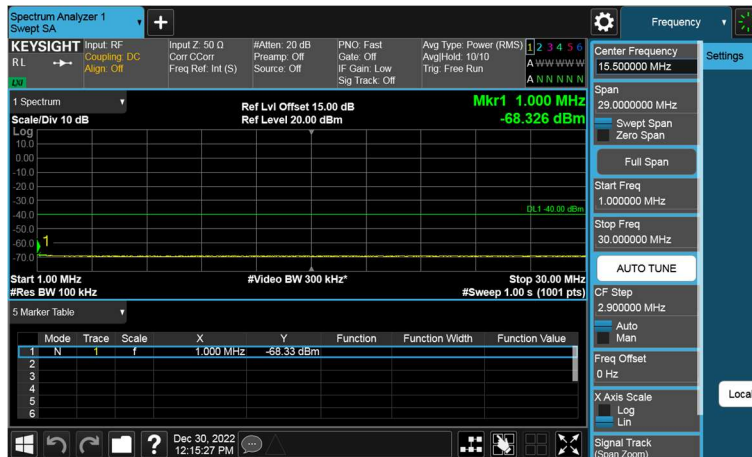 Spectrum Analyzer 1
Swept SA
Frequency
KEYSIGHT
RL
LXI
Input: RF
Coupling: DC
Align: Off
Input Z: 50 Ω
Corr CCorr
Freq Ref: Int (S)
#Atten: 20 dB
Preamp: Off
Source: Off
PNO: Fast
Gate: Off
IF Gain: Low
Sig Track: Off
Avg Type: Power (RMS)
Avg|Hold: 10/10
Trig: Free Run
1 2 3 4 5 6
A W W W W W
A N N N N N
1 Spectrum
Scale/Div 10 dB
Ref Lvl Offset 15.00 dB
Ref Level 20.00 dBm
Mkr1 1.000 MHz
-68.326 dBm
Log
10.0
0.00
-10.0
-20.0
-30.0
-40.0
DL1 -40.00 dBm
-50.0
-60.0
1
-70.0
Start 1.00 MHz
#Video BW 300 kHz*
Stop 30.00 MHz
#Res BW 100 kHz
#Sweep 1.00 s (1001 pts)
5 Marker Table
Mode Trace Scale X Y Function Function Width Function Value
1 N 1 f 1.000 MHz -68.33 dBm
2
3
4
5
6
Dec 30, 2022
12:15:27 PM
Center Frequency
15.500000 MHz
Settings
Span
29.0000000 MHz
Swept Span
Zero Span
Full Span
Start Freq
1.000000 MHz
Stop Freq
30.000000 MHz
AUTO TUNE
CF Step
2.900000 MHz
Auto
Man
Freq Offset
0 Hz
Local
X Axis Scale
Log
Lin
Signal Track
(Span Zoom)